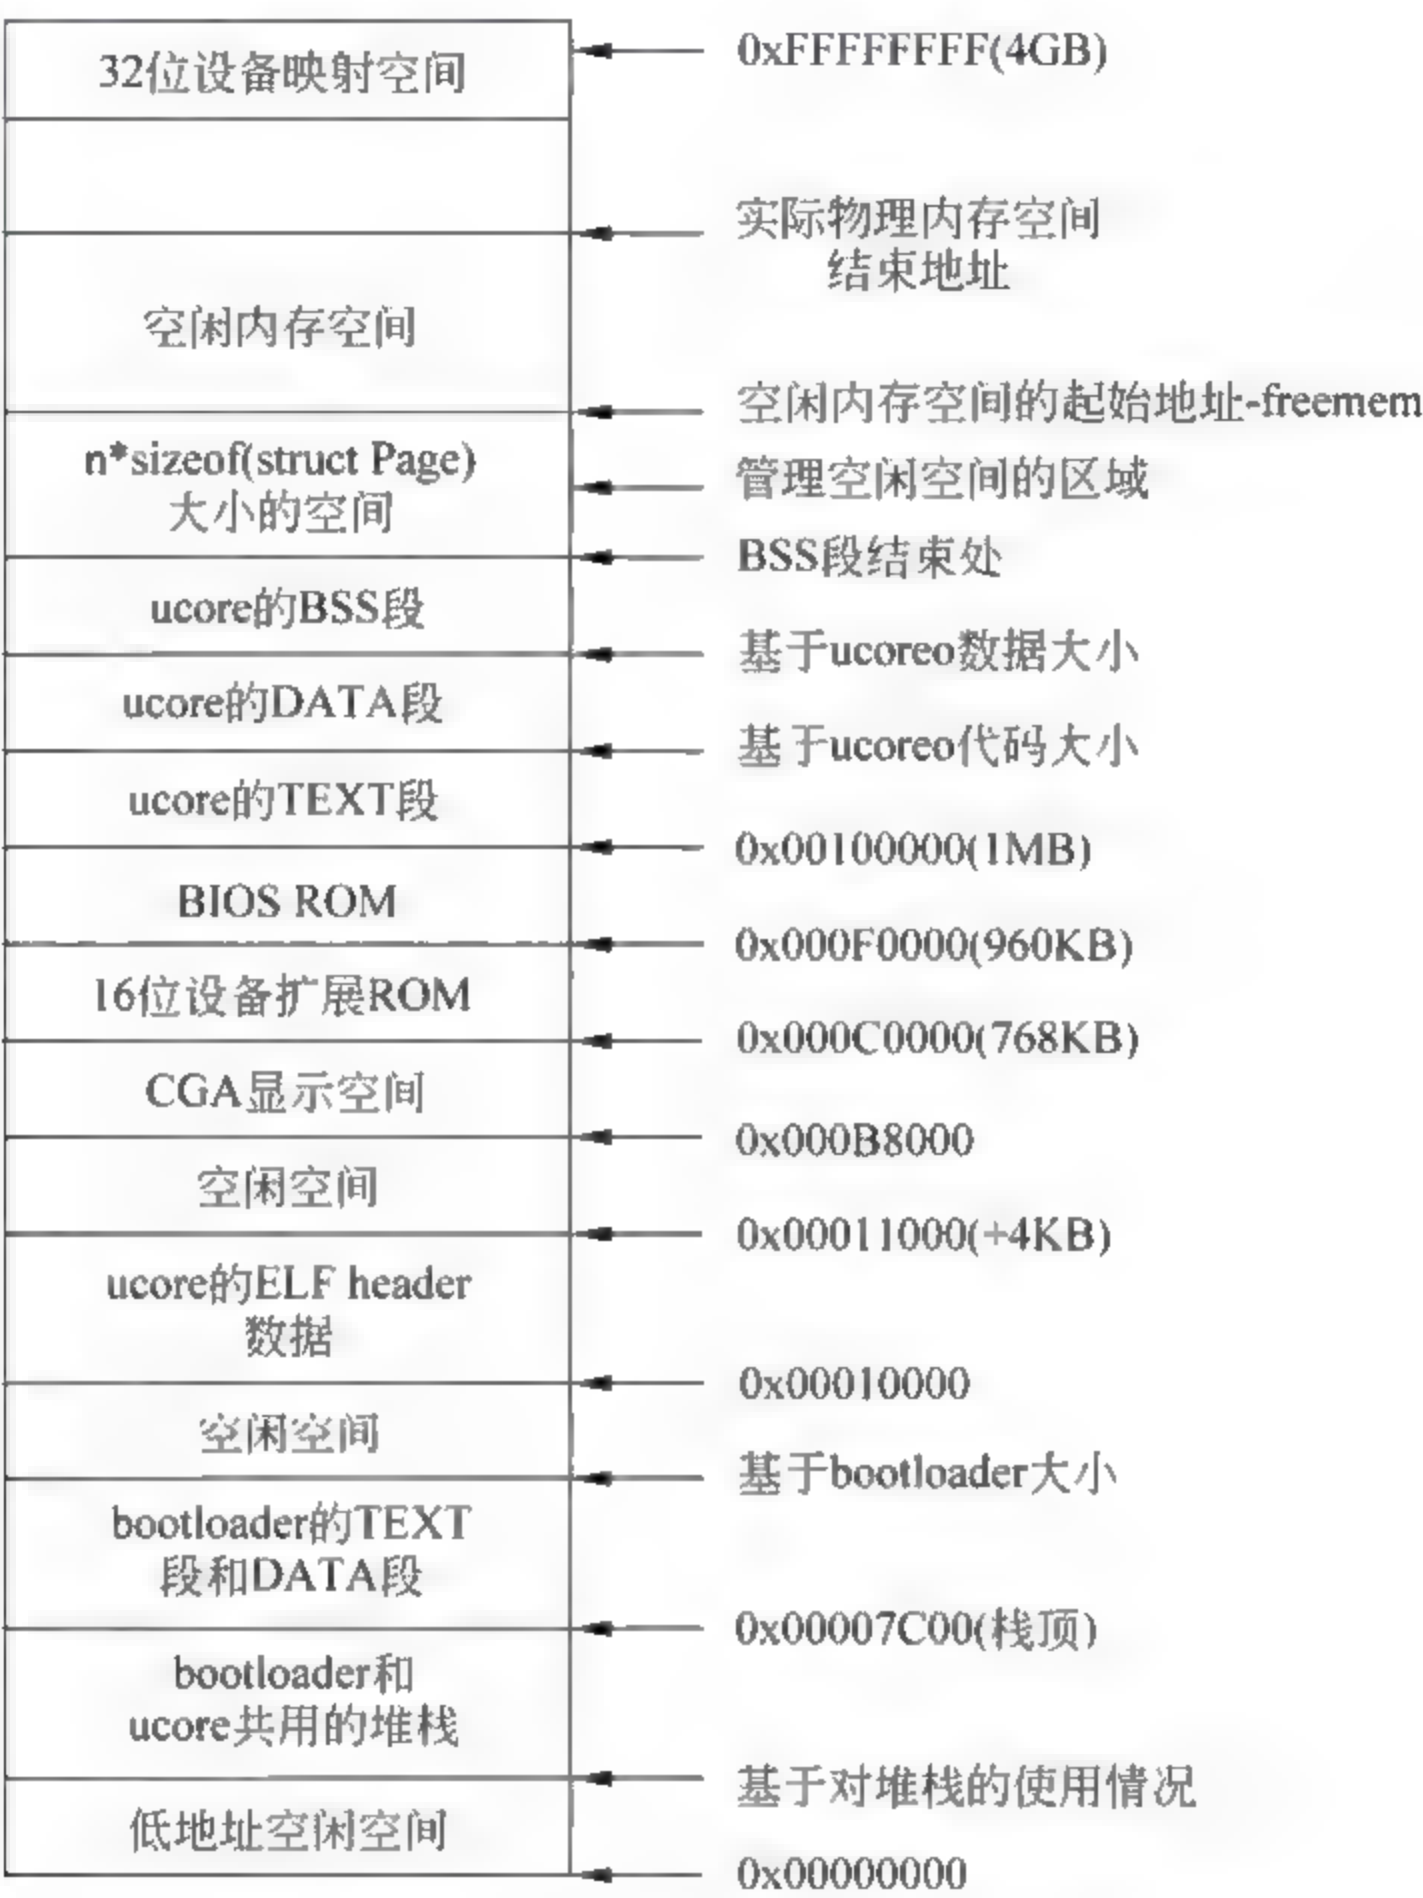 32位设备映射空间
0xFFFFFFFF(4GB)
实际物理内存空间
结束地址
空闲内存空间
空闲内存空间的起始地址-freemem
n*sizeof(struct Page)
大小的空间
管理空闲空间的区域
BSS段结束处
ucore的BSS段
基于ucoreo数据大小
ucore的DATA段
基于ucoreo代码大小
ucore的TEXT段
0x00100000(1MB)
BIOS ROM
0x000F0000(960KB)
16位设备扩展ROM
0x000C0000(768KB)
CGA显示空间
0x000B8000
空闲空间
0x00011000(+4KB)
ucore的ELF header
数据
0x00010000
空闲空间
基于bootloader大小
bootloader的TEXT
段和DATA段
0x00007C00(栈顶)
bootloader和
ucore共用的堆栈
基于对堆栈的使用情况
低地址空闲空间
0x00000000